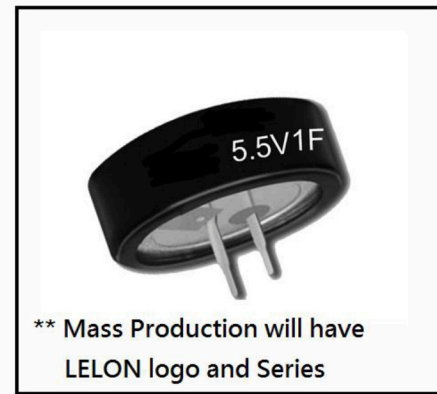 5.5V1F
** Mass Production will have
LELON logo and Series